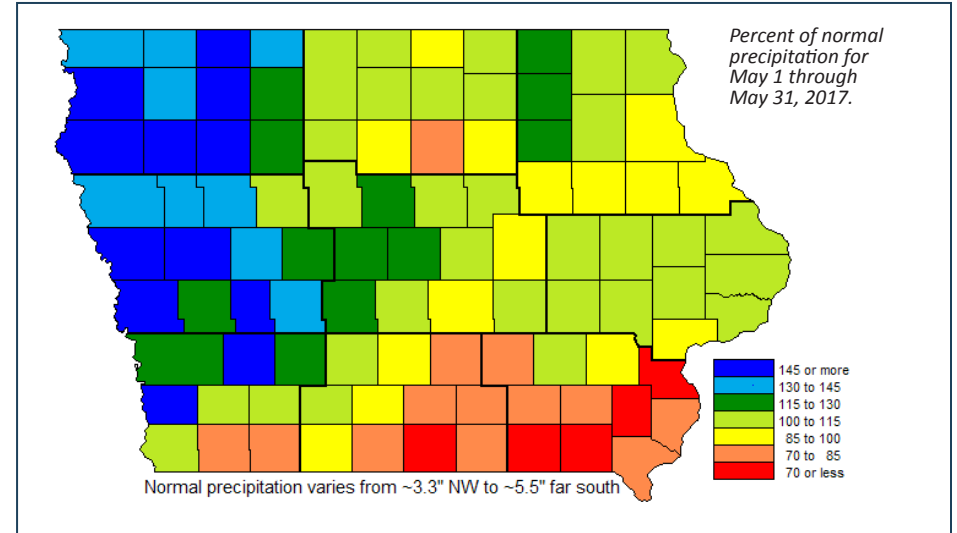 Percent of normal
precipitation for
May 1 through
May 31, 2017.
145 or more
130 to 145
115 to 130
100 to 115
85 to 100
70 to 85
70 or less
Normal precipitation varies from ~3.3" NW to ~5.5" far south